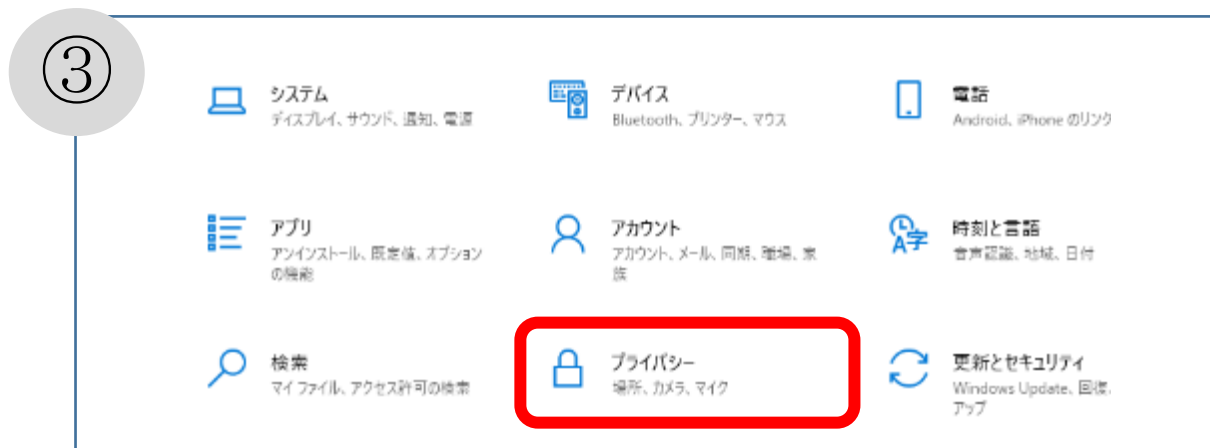 ③
システム
ディスプレイ、サウンド、通知、電源
デバイス
Bluetooth、プリンター、マウス
電話
Android、iPhone のリンク
アプリ
アンインストール、既定値、オプション
の機能
アカウント
アカウント、メール、同期、職場、家
族
時刻と言語
音声認識、地域、日付
検索
マイ ファイル、アクセス許可の検索
プライバシー
場所、カメラ、マイク
更新とセキュリティ
Windows Update、回復、
アップ